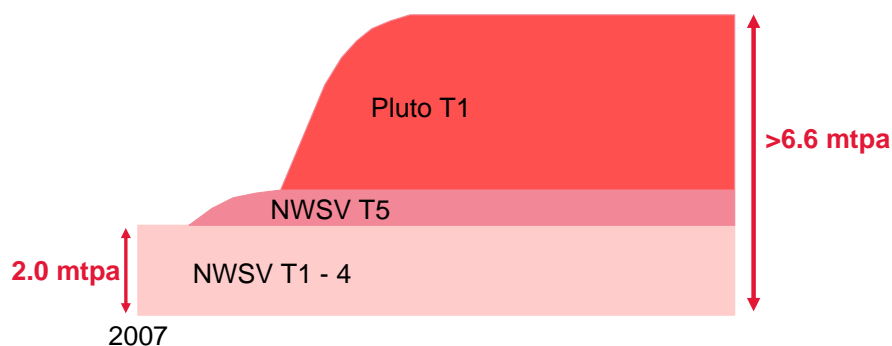 Pluto T1
>6.6 mtpa
NWSV T5
2.0 mtpa
NWSV T1 - 4
2007